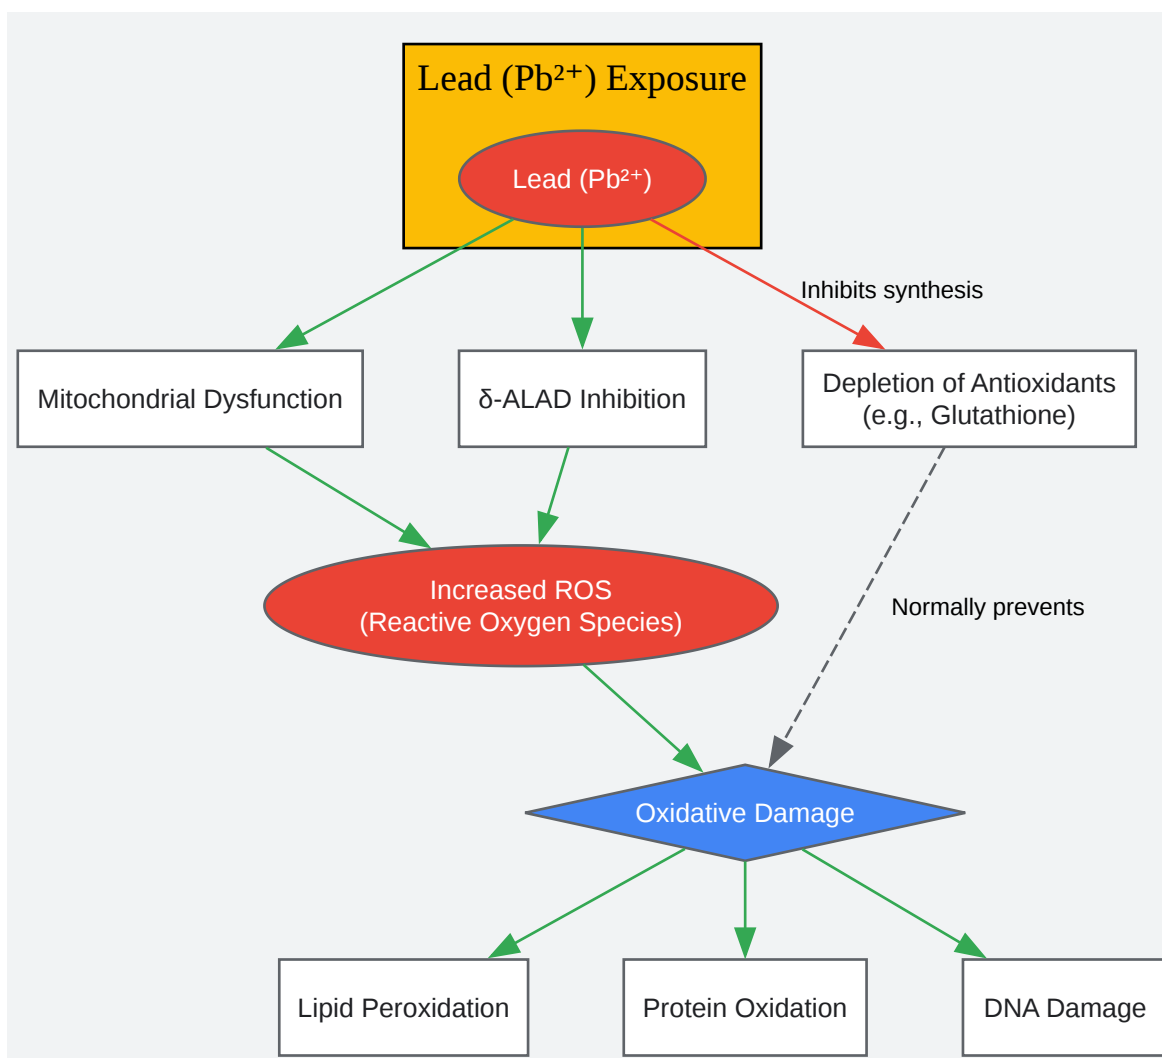 Lead (Pb²⁺) Exposure
Lead (Pb²⁺)
Inhibits synthesis
Mitochondrial Dysfunction
δ-ALAD Inhibition
Depletion of Antioxidants
(e.g., Glutathione)
Increased ROS
(Reactive Oxygen Species)
Normally prevents
Oxidative Damage
Lipid Peroxidation
Protein Oxidation
DNA Damage